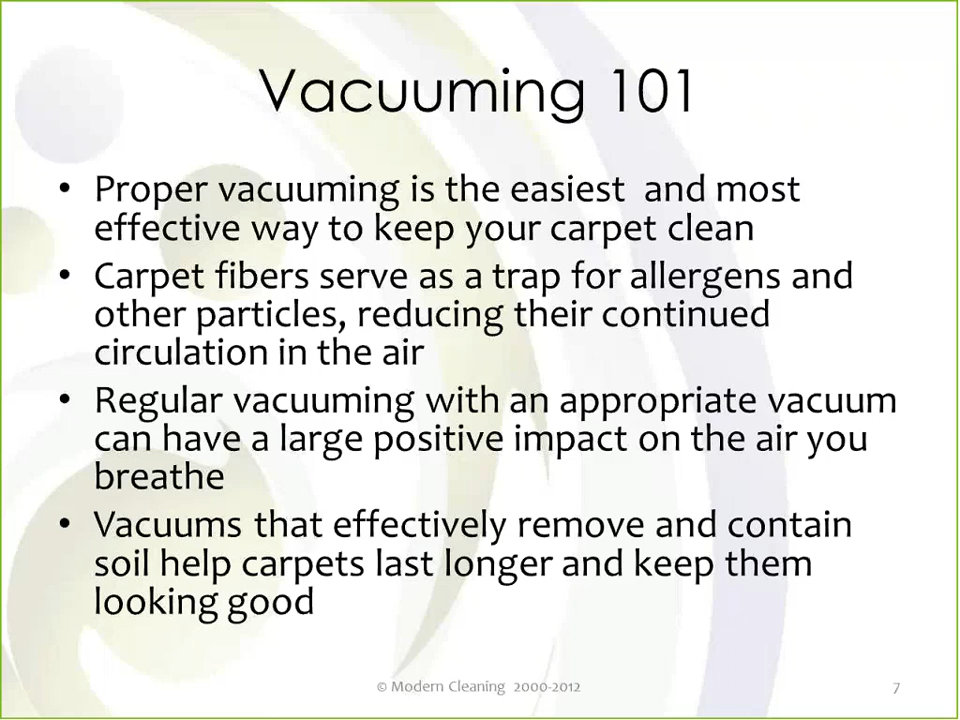 Vacuuming 101
• Proper vacuuming is the easiest  and most
effective way to keep your carpet clean
• Carpet fibers serve as a trap for allergens and
other particles, reducing their continued
circulation in the air
• Regular vacuuming with an appropriate vacuum
can have a large positive impact on the air you
breathe
• Vacuums that effectively remove and contain
soil help carpets last longer and keep them
looking good
© Modern Cleaning  2000-2012
7